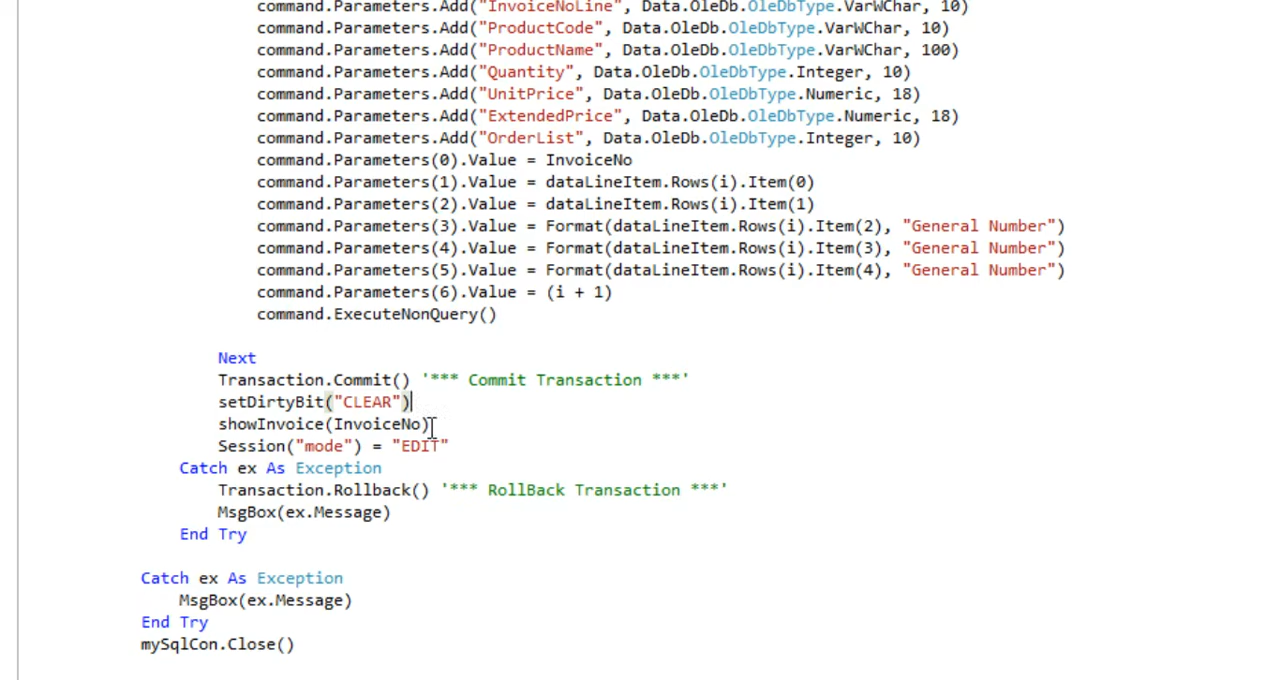 command.Parameters.Add("InvoiceNoLine", Data.OleDb.OleDbType.VarWChar, 10)
command.Parameters.Add("ProductCode", Data.OleDb.OleDbType.VarWChar, 10)
command.Parameters.Add("ProductName", Data.OleDb.OleDbType.VarWChar, 100)
command.Parameters.Add("Quantity", Data.OleDb.OleDbType.Integer, 10)
command.Parameters.Add("UnitPrice", Data.OleDb.OleDbType.Numeric, 18)
command.Parameters.Add("ExtendedPrice", Data.OleDb.OleDbType.Numeric, 18)
command.Parameters.Add("OrderList", Data.OleDb.OleDbType.Integer, 10)
command.Parameters(0).Value = InvoiceNo
command.Parameters(1).Value = dataLineItem.Rows(i).Item(0)
command.Parameters(2).Value = dataLineItem.Rows(i).Item(1)
command.Parameters(3).Value = Format(dataLineItem.Rows(i).Item(2), "General Number")
command.Parameters(4).Value = Format(dataLineItem.Rows(i).Item(3), "General Number")
command.Parameters(5).Value = Format(dataLineItem.Rows(i).Item(4), "General Number")
command.Parameters(6).Value = (i + 1)
command.ExecuteNonQuery()
Next
Transaction.Commit() '*** Commit Transaction ***'
setDirtyBit("CLEAR")
showInvoice(InvoiceNo)
Session("mode") = "EDIT"
Catch ex As Exception
Transaction.Rollback() '*** RollBack Transaction ***'
MsgBox(ex.Message)
End Try
Catch ex As Exception
MsgBox(ex.Message)
End Try
mySqlCon.Close()